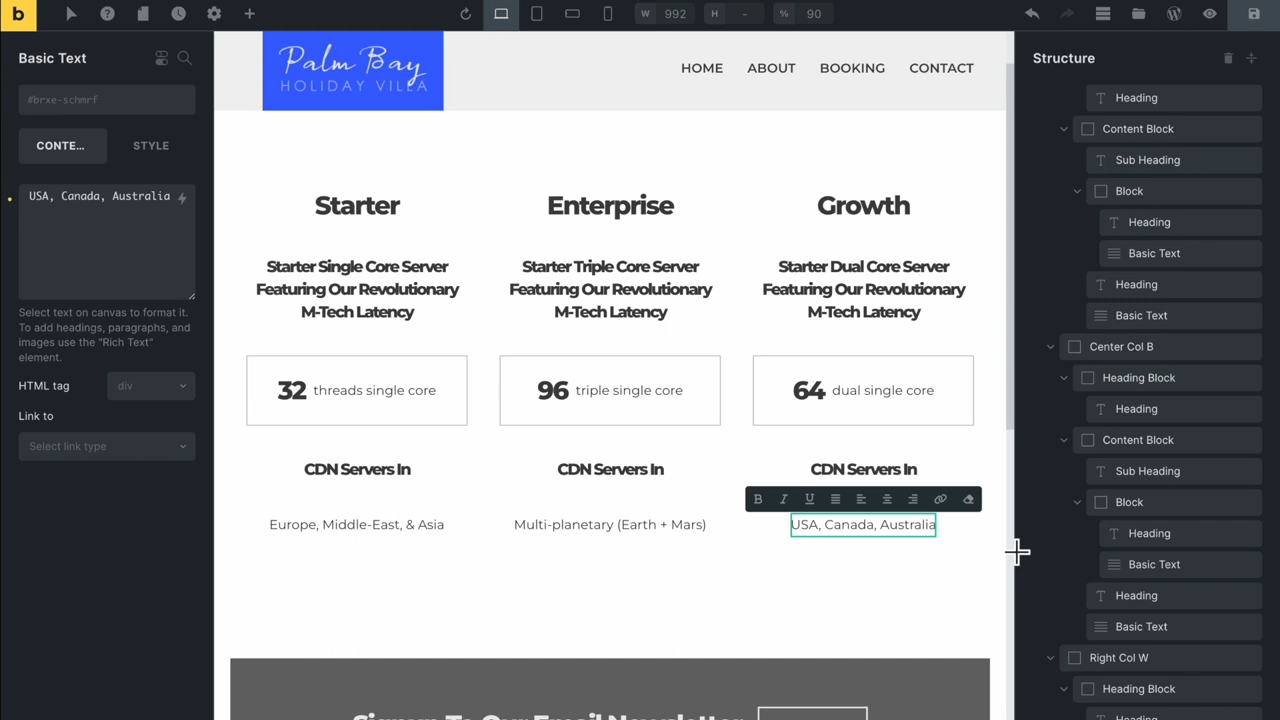 b
W 992 H - % 90
Basic Text
#brxe-schmrf
CONTE...
STYLE
USA, Canada, Australia
Select text on canvas to format it.
To add headings, paragraphs, and
images use the "Rich Text"
element.
HTML tag
div
Link to
Select link type
Palm Bay
HOLIDAY VILLA
HOME
ABOUT
BOOKING
CONTACT
Starter
Starter Single Core Server
Featuring Our Revolutionary
M-Tech Latency
32 threads single core
CDN Servers In
Europe, Middle-East, & Asia
Enterprise
Starter Triple Core Server
Featuring Our Revolutionary
M-Tech Latency
96 triple single core
CDN Servers In
Multi-planetary (Earth + Mars)
Growth
Starter Dual Core Server
Featuring Our Revolutionary
M-Tech Latency
64 dual single core
CDN Servers In
B I U
USA, Canada, Australia
Signup To Our Email Newsletter
Structure
Heading
Content Block
Sub Heading
Block
Heading
Basic Text
Heading
Basic Text
Center Col B
Heading Block
Heading
Content Block
Sub Heading
Block
Heading
Basic Text
Heading
Basic Text
Right Col W
Heading Block
Heading